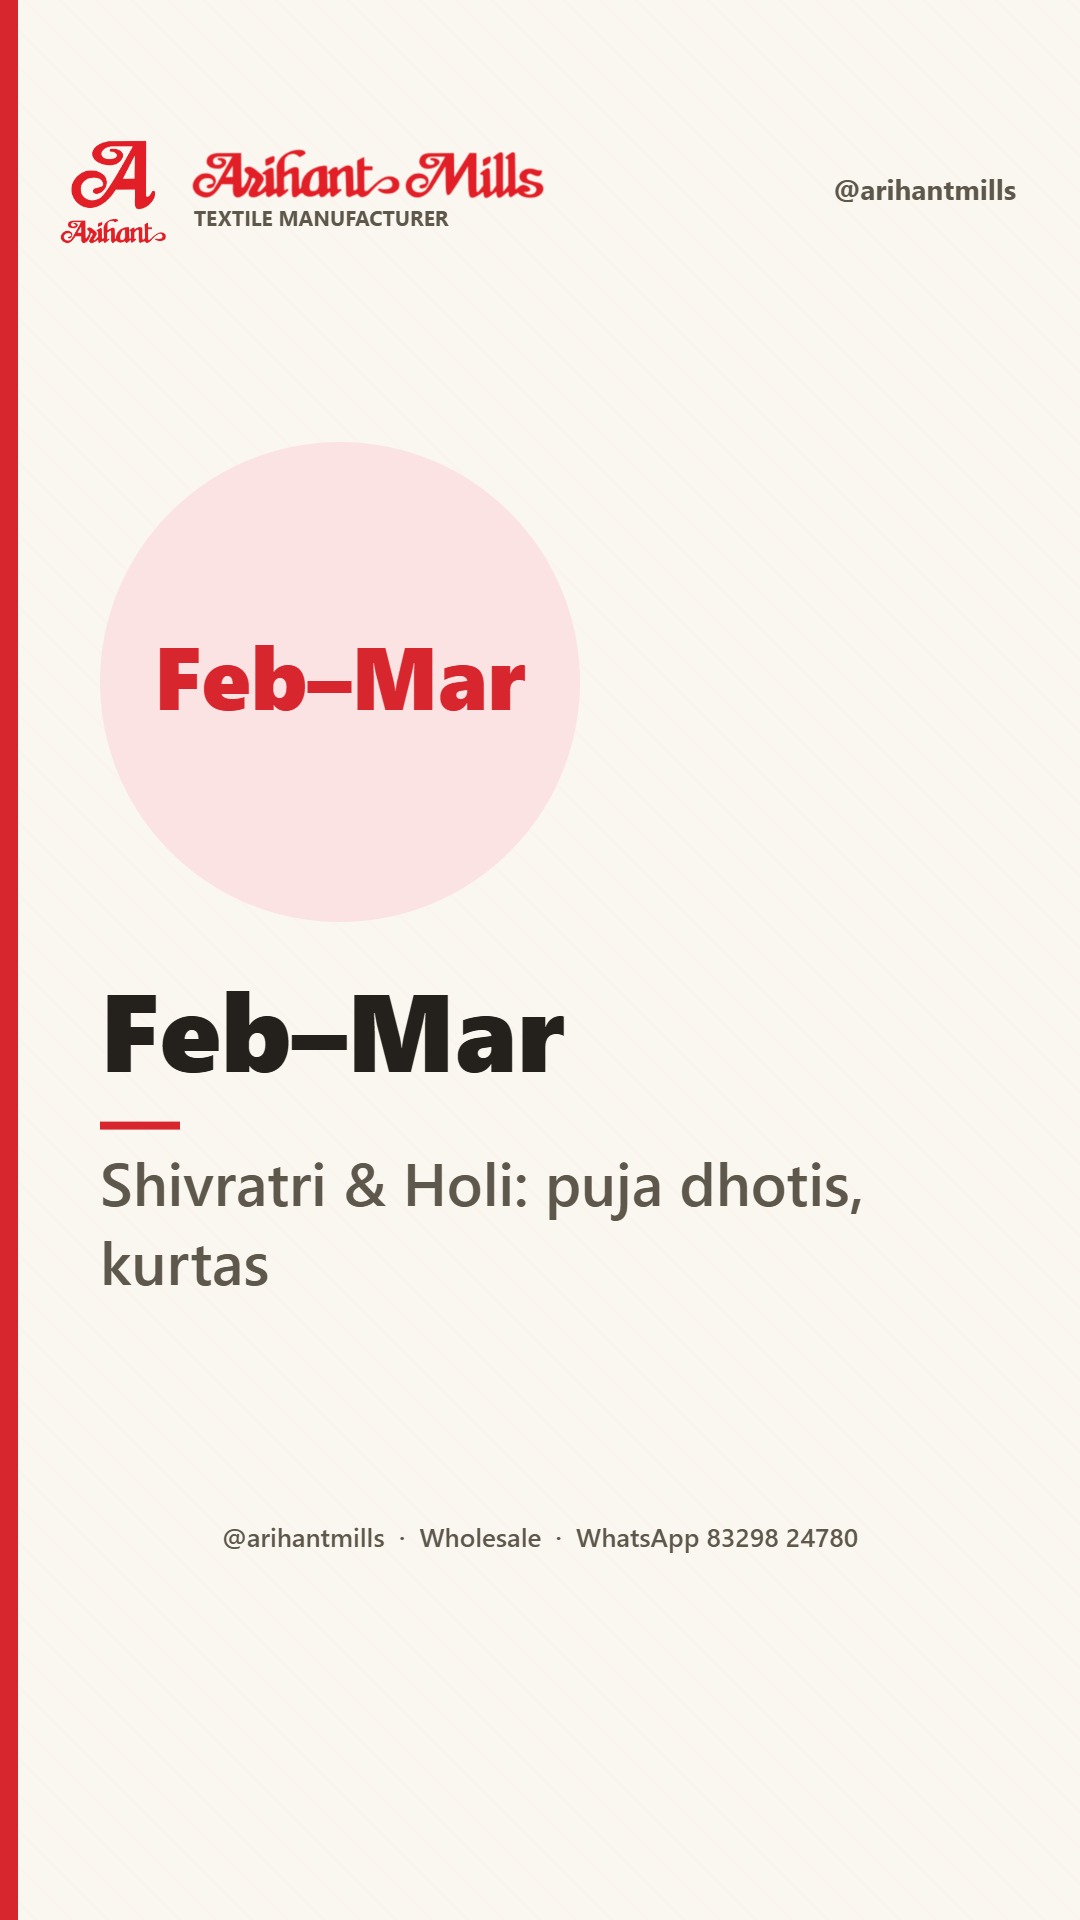 A
Arihant
Arihant Mills
TEXTILE MANUFACTURER
@arihantmills
Feb–Mar
Feb–Mar
Shivratri & Holi: puja dhotis,
kurtas
@arihantmills · Wholesale · WhatsApp 83298 24780